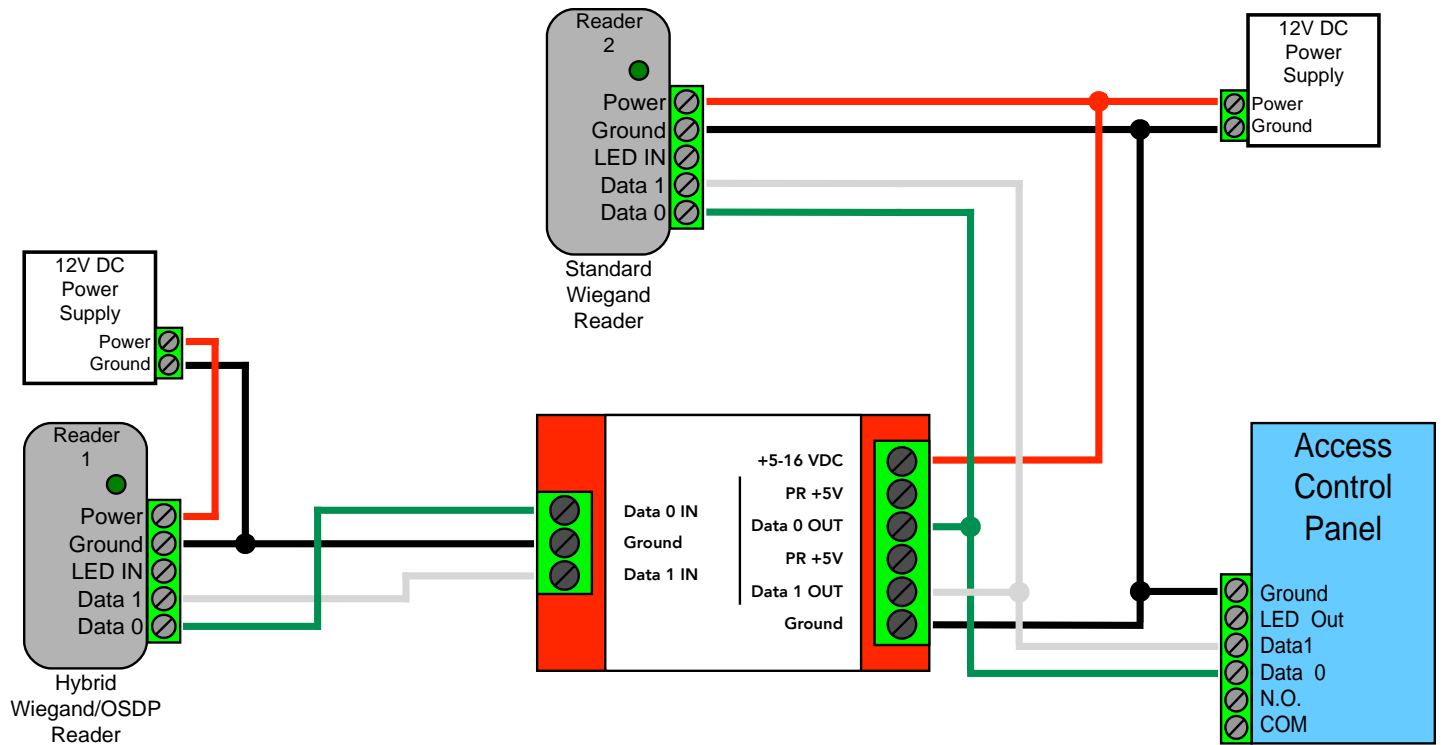 Reader
2
Power
Ground
LED IN
Data 1
Data 0
Standard
Wiegand
Reader
12V DC
Power
Supply
Power
Ground
12V DC
Power
Supply
Power
Ground
Reader
1
Power
Ground
LED IN
Data 1
Data 0
Hybrid
Wiegand/OSDP
Reader
Data 0 IN
Ground
Data 1 IN
+5-16 VDC
PR +5V
Data 0 OUT
PR +5V
Data 1 OUT
Ground
Access
Control
Panel
Ground
LED Out
Data1
Data 0
N.O.
COM